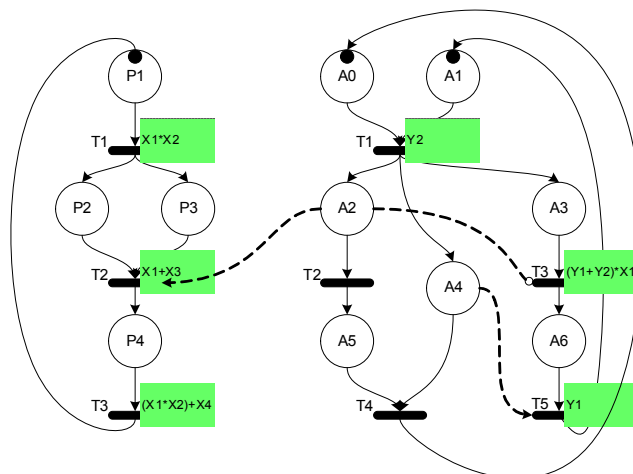 P1
A0
A1
T1
X1*X2
T1
Y2
P2
P3
A2
A3
T2
X1+X3
T2
A4
T3
(Y1+Y2)*X1
P4
A5
A6
T3
(X1*X2)+X4
T4
T5
Y1